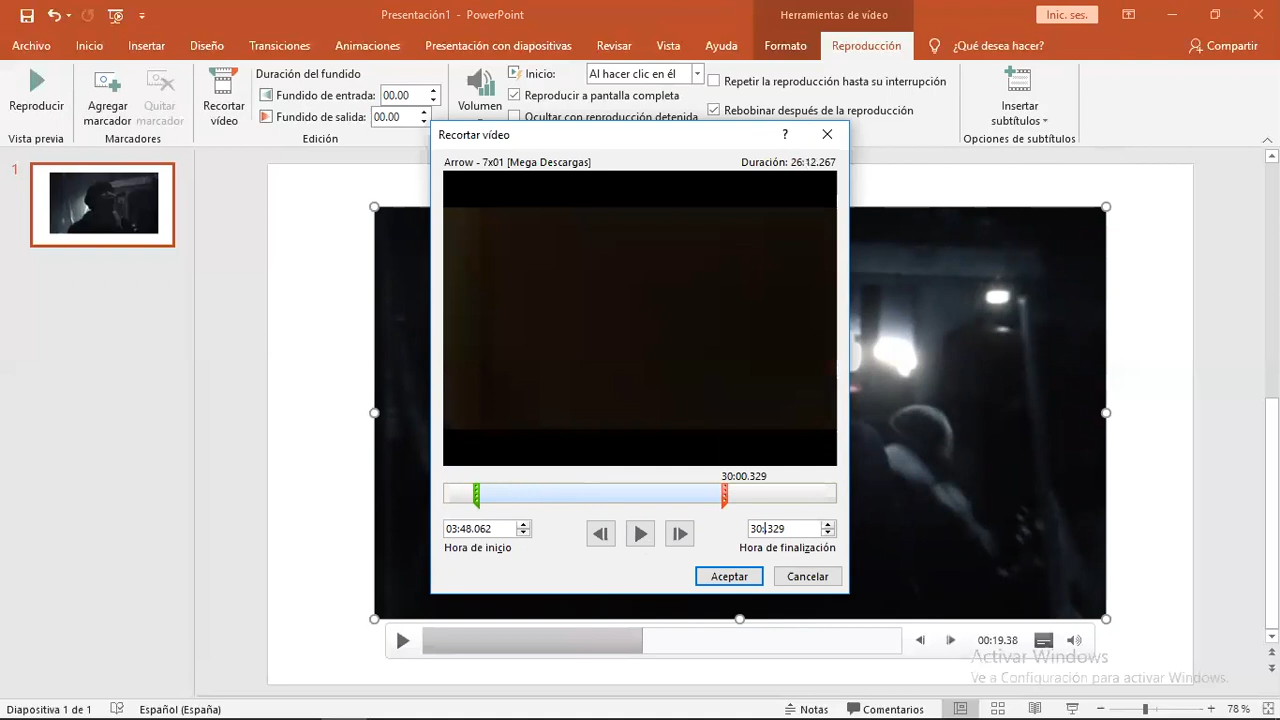 Presentación1 - PowerPoint
Herramientas de vídeo
Inic. ses.
Archivo
Inicio
Insertar
Diseño
Transiciones
Animaciones
Presentación con diapositivas
Revisar
Vista
Ayuda
Formato
Reproducción
¿Qué desea hacer?
Compartir
Reproducir
Vista previa
Agregar
marcador
Quitar
marcador
Marcadores
Recortar
vídeo
Duración del fundido
Fundido de entrada: 00.00
Fundido de salida: 00.00
Edición
Volumen
Inicio: Al hacer clic en él
Reproducir a pantalla completa
Ocultar con reproducción detenida
Repetir la reproducción hasta su interrupción
Rebobinar después de la reproducción
Insertar
subtítulos
Opciones de subtítulos
1
Recortar vídeo
?
Arrow - 7x01 [Mega Descargas]
Duración: 26:12.267
30:00.329
03:48.062
30:.329
Hora de inicio
Hora de finalización
Aceptar
Cancelar
00:19.38
Activar Windows
Ve a Configuración para activar Windows.
Diapositiva 1 de 1
Español (España)
Notas
Comentarios
78 %